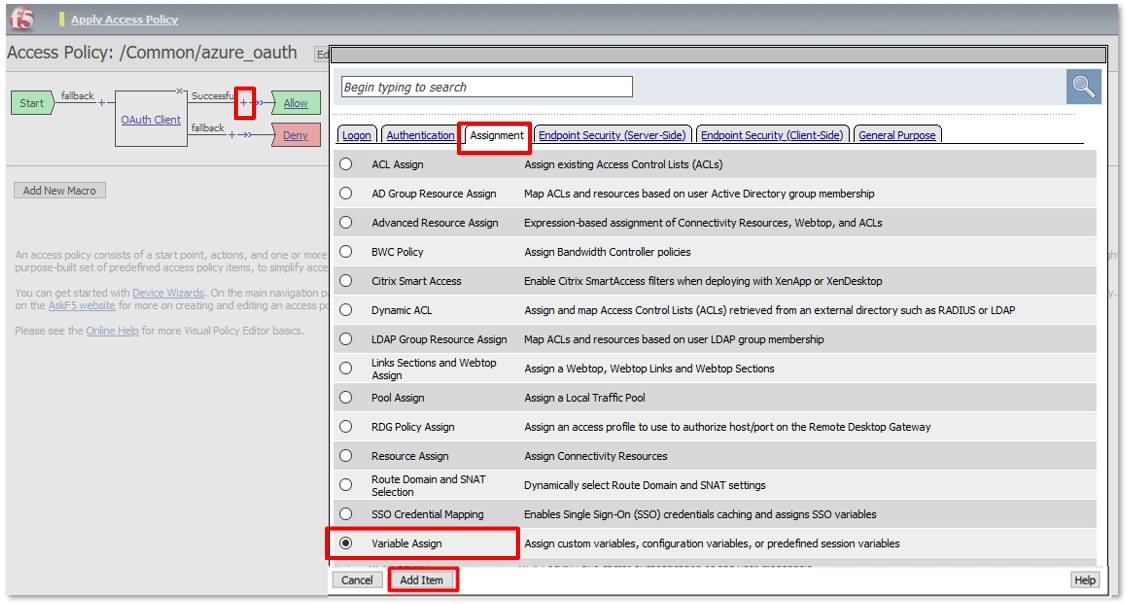 f5
Apply Access Policy
Access Policy: /Common/azure_oauth
Start
fallback
OAuth Client
Successfu
Allow
fallback
Deny
Add New Macro
An access policy consists of a start point, actions, and one or more
purpose-built set of predefined access policy items, to simplify acce
You can get started with Device Wizards. On the main navigation p
on the AskF5 website for more on creating and editing an access po
Please see the Online Help for more Visual Policy Editor basics.
Begin typing to search
Logon
Authentication
Assignment
Endpoint Security (Server-Side)
Endpoint Security (Client-Side)
General Purpose
ACL Assign Assign existing Access Control Lists (ACLs)
AD Group Resource Assign Map ACLs and resources based on user Active Directory group membership
Advanced Resource Assign Expression-based assignment of Connectivity Resources, Webtop, and ACLs
BWC Policy Assign Bandwidth Controller policies
Citrix Smart Access Enable Citrix SmartAccess filters when deploying with XenApp or XenDesktop
Dynamic ACL Assign and map Access Control Lists (ACLs) retrieved from an external directory such as RADIUS or LDAP
LDAP Group Resource Assign Map ACLs and resources based on user LDAP group membership
Links Sections and Webtop
Assign Assign a Webtop, Webtop Links and Webtop Sections
Pool Assign Assign a Local Traffic Pool
RDG Policy Assign Assign an access profile to use to authorize host/port on the Remote Desktop Gateway
Resource Assign Assign Connectivity Resources
Route Domain and SNAT
Selection Dynamically select Route Domain and SNAT settings
SSO Credential Mapping Enables Single Sign-On (SSO) credentials caching and assigns SSO variables
Variable Assign Assign custom variables, configuration variables, or predefined session variables
Cancel
Add Item
Help